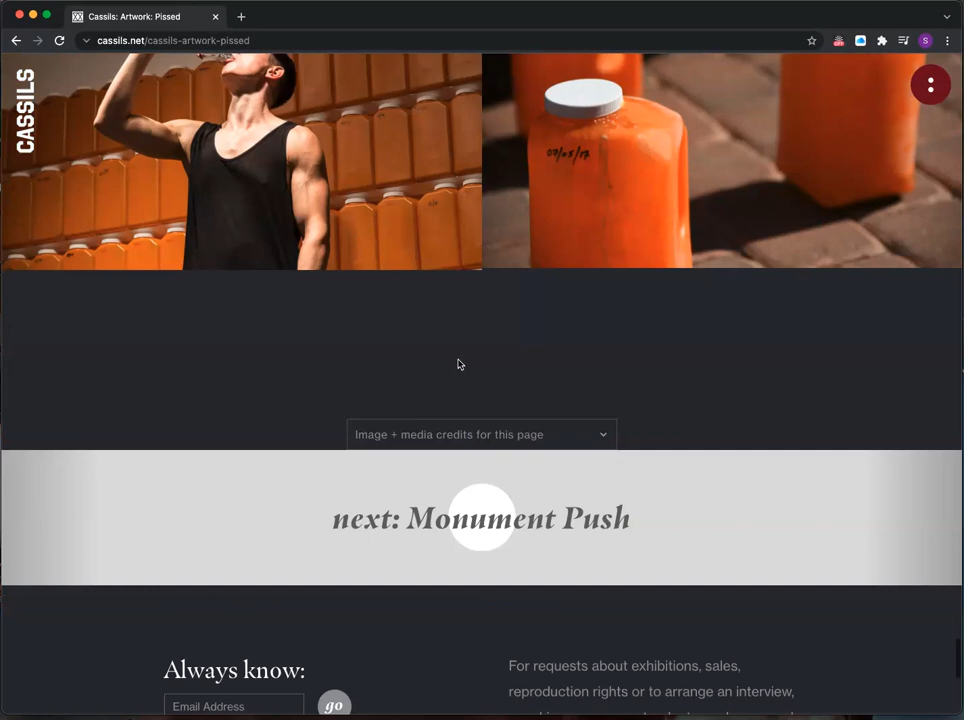 Cassils: Artwork: Pissed
cassils.net/cassils-artwork-pissed
S
CASSILS
07/05/17
Image + media credits for this page
next: Monument Push
Always know:
Email Address
go
For requests about exhibitions, sales,
reproduction rights or to arrange an interview,